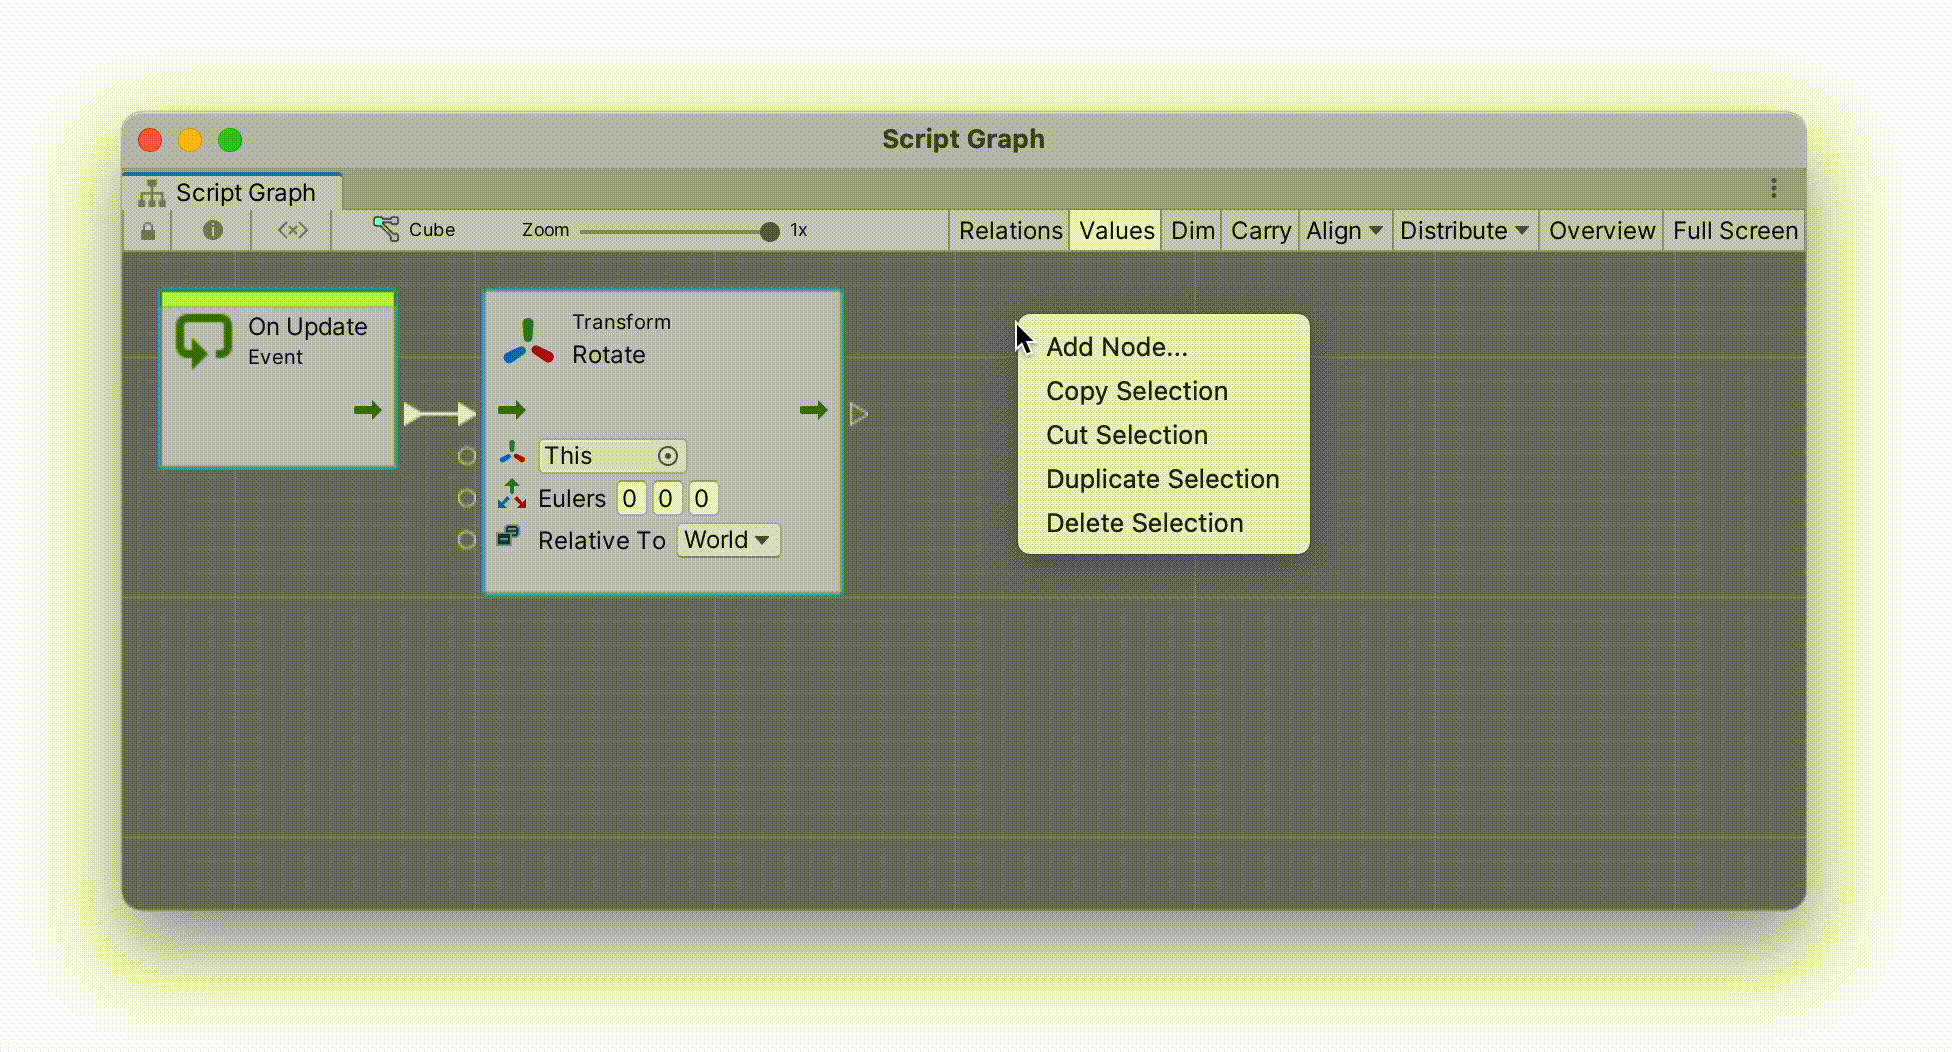 Script Graph
Script Graph
Cube Zoom 1x Relations Values Dim Carry Align Distribute Overview Full Screen
On Update
Event
Transform
Rotate
This
Eulers 0 0 0
Relative To World
Add Node...
Copy Selection
Cut Selection
Duplicate Selection
Delete Selection